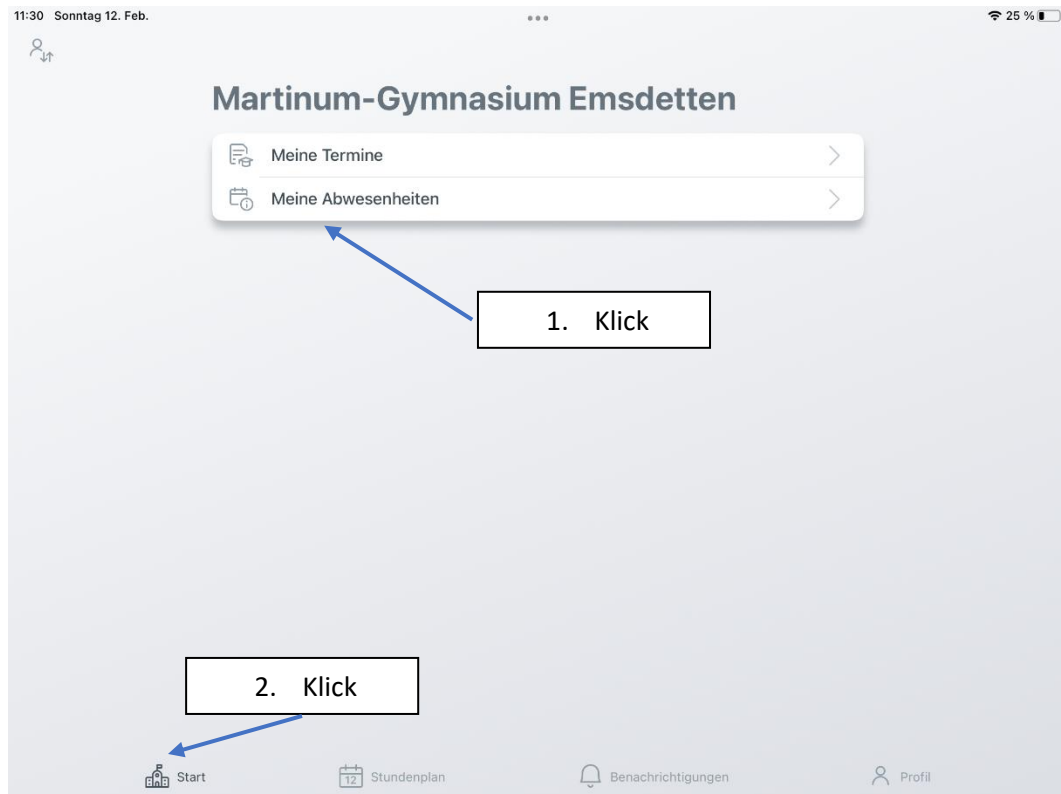 11:30 Sonntag 12. Feb.
25 %
Martinum-Gymnasium Emsdetten
Meine Termine
Meine Abwesenheiten
1. Klick
2. Klick
Start
12
Stundenplan
Benachrichtigungen
Profil